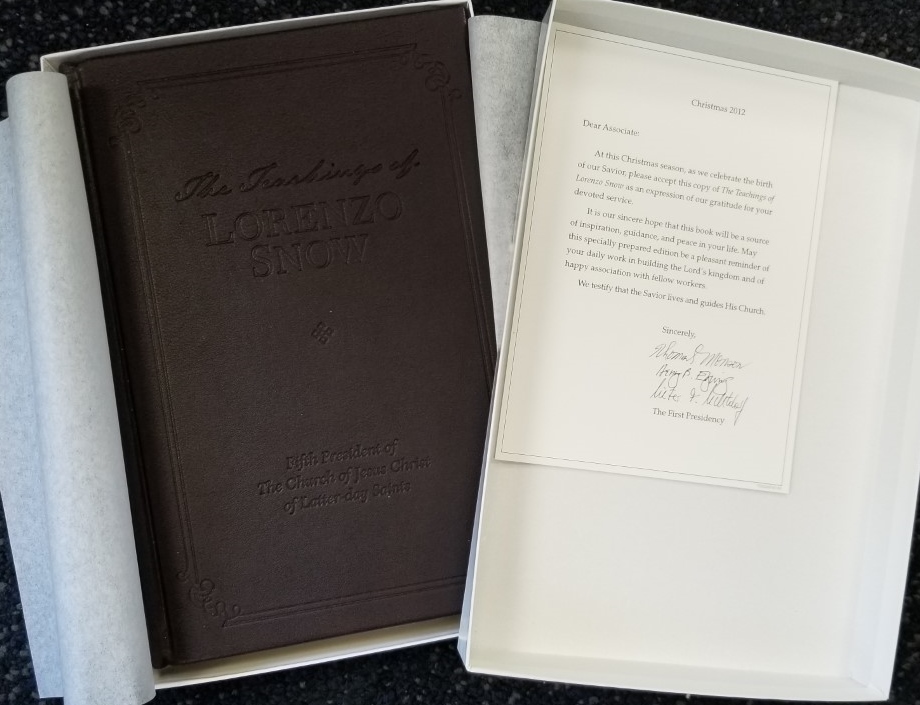 The Teachings of
LORENZO
SNOW
Fifth President of
The Church of Jesus Christ
of Latter-day Saints
Christmas 2012
Dear Associate:
At this Christmas season, as we celebrate the birth
of our Savior, please accept this copy of The Teachings of
Lorenzo Snow as an expression of our gratitude for your
devoted service.
It is our sincere hope that this book will be a source
of inspiration, guidance, and peace in your life. May
this specially prepared edition be a pleasant reminder of
your daily work in building the Lord's kingdom and of
happy association with fellow workers.
We testify that the Savior lives and guides His Church.
Sincerely,
Thomas S Monson
Henry B. Eyring
Dieter F. Uchtdorf
The First Presidency